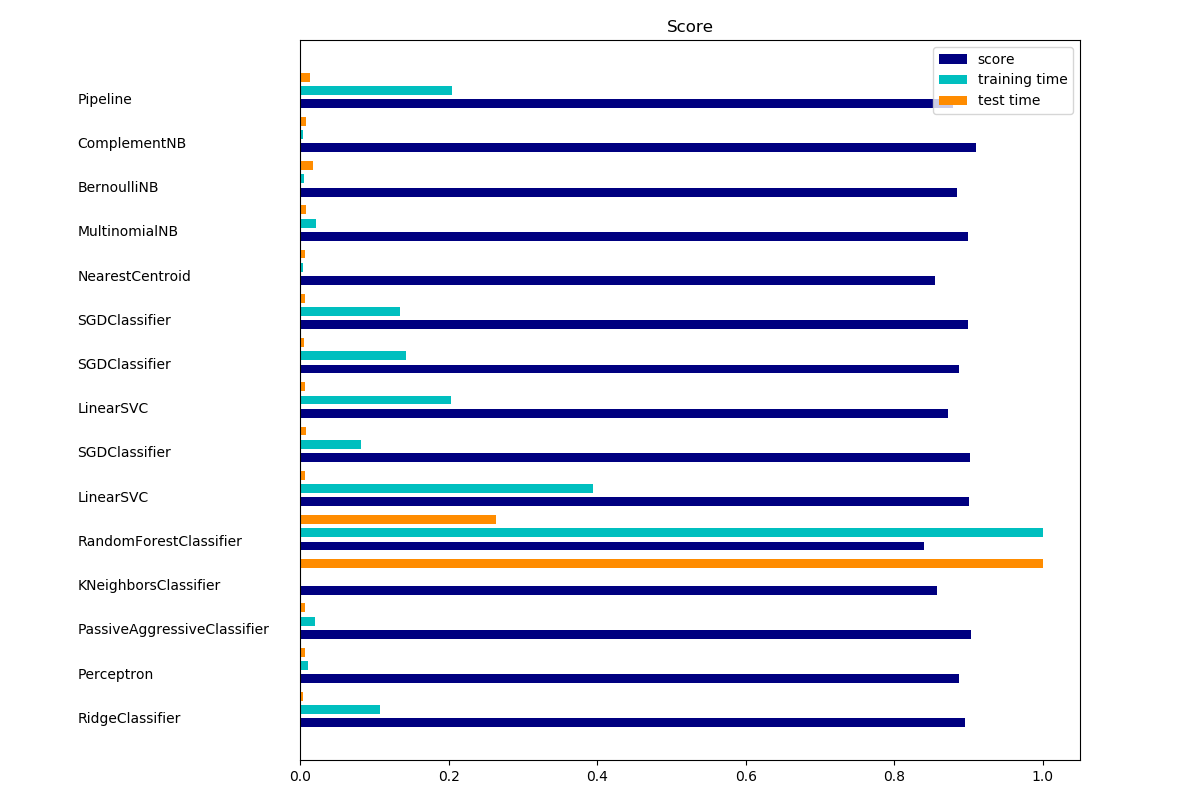 Score
score
training time
test time
Pipeline
ComplementNB
BernoulliNB
MultinomialNB
NearestCentroid
SGDClassifier
SGDClassifier
LinearSVC
SGDClassifier
LinearSVC
RandomForestClassifier
KNeighborsClassifier
PassiveAggressiveClassifier
Perceptron
RidgeClassifier
0.0 0.2 0.4 0.6 0.8 1.0